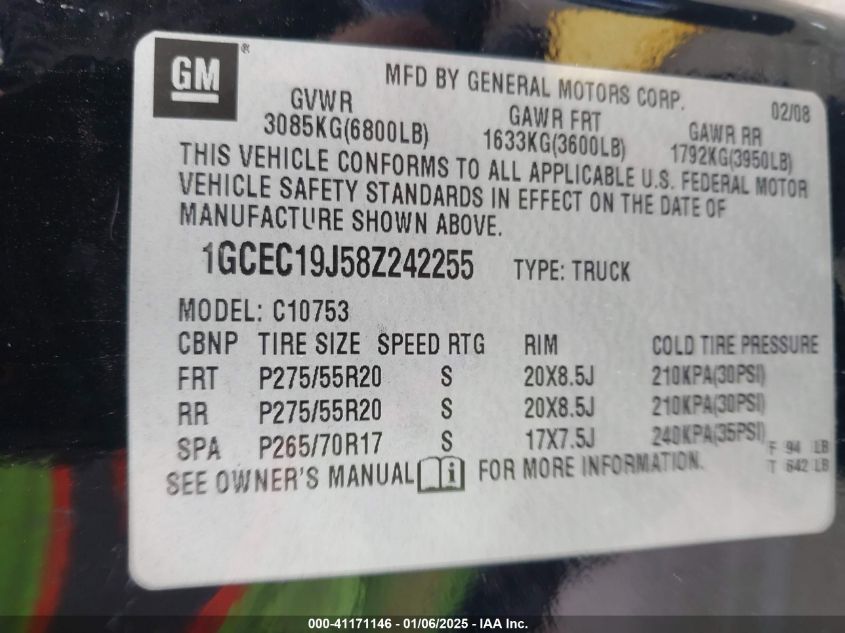 GM ®
MFD BY GENERAL MOTORS CORP. 02/08
GVWR GAWR FRT GAWR RR
3085KG(6800LB) 1633KG(3600LB) 1792KG(3950LB)
THIS VEHICLE CONFORMS TO ALL APPLICABLE U.S. FEDERAL MOTOR
VEHICLE SAFETY STANDARDS IN EFFECT ON THE DATE OF
MANUFACTURE SHOWN ABOVE.
1GCEC19J58Z242255 TYPE: TRUCK
MODEL: C10753
CBNP TIRE SIZE SPEED RTG RIM COLD TIRE PRESSURE
FRT P275/55R20 S 20X8.5J 210KPA(30PSI)
RR P275/55R20 S 20X8.5J 210KPA(30PSI)
SPA P265/70R17 S 17X7.5J 240KPA(35PSI)
F 94 LB
T 642 LB
SEE OWNER'S MANUAL i FOR MORE INFORMATION.
000-41171146 - 01/06/2025 - IAA Inc.